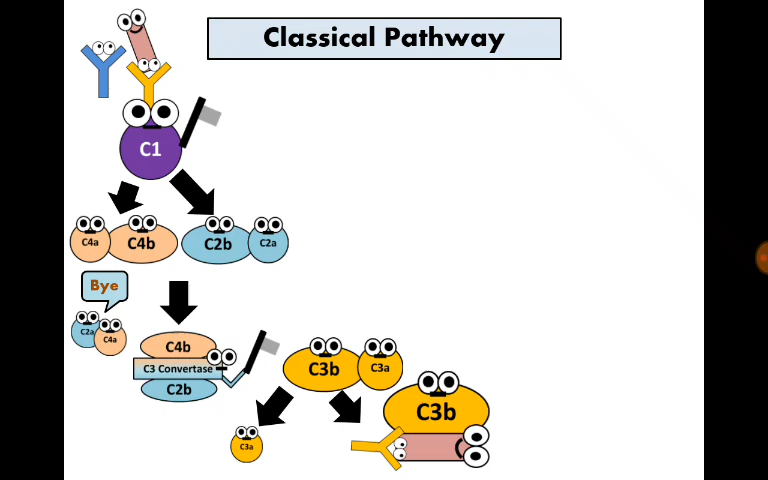 Classical Pathway
C1
C4a
C4b
C2b
C2a
Bye
C2a
C4a
C4b
C3 Convertase
C2b
C3b
C3a
C3b
C3a